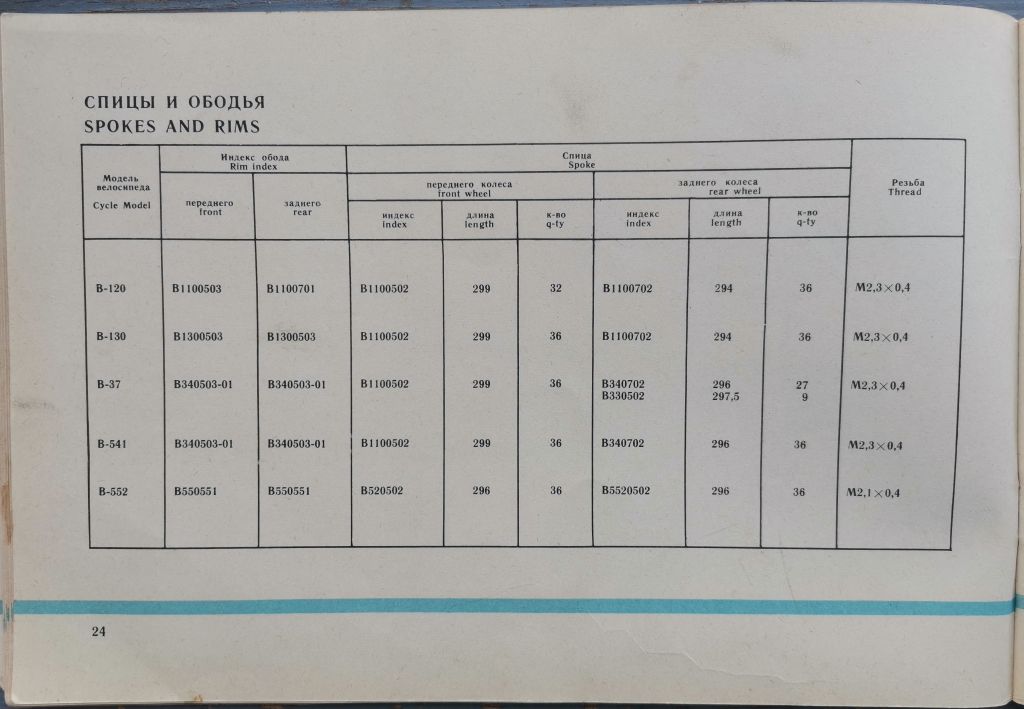 СПИЦЫ И ОБОДЬЯ
SPOKES AND RIMS
Модель велосипеда Cycle Model
Индекс обода Rim index
Спица Spoke
Резьба Thread
переднего front
заднего rear
переднего колеса front wheel
заднего колеса rear wheel
индекс index
длина length
к-во q-ty
индекс index
длина length
к-во q-ty
В-120 В1100503 В1100701 В1100502 299 32 В1100702 294 36 М2,3×0,4
В-130 В1300503 В1300503 В1100502 299 36 В1100702 294 36 М2,3×0,4
В-37 В340503-01 В340503-01 В1100502 299 36 В340702 296 27 М2,3×0,4
В330502 297,5 9
В-541 В340503-01 В340503-01 В1100502 299 36 В340702 296 36 М2,3×0,4
В-552 В550551 В550551 В520502 296 36 В5520502 296 36 М2,1×0,4
24